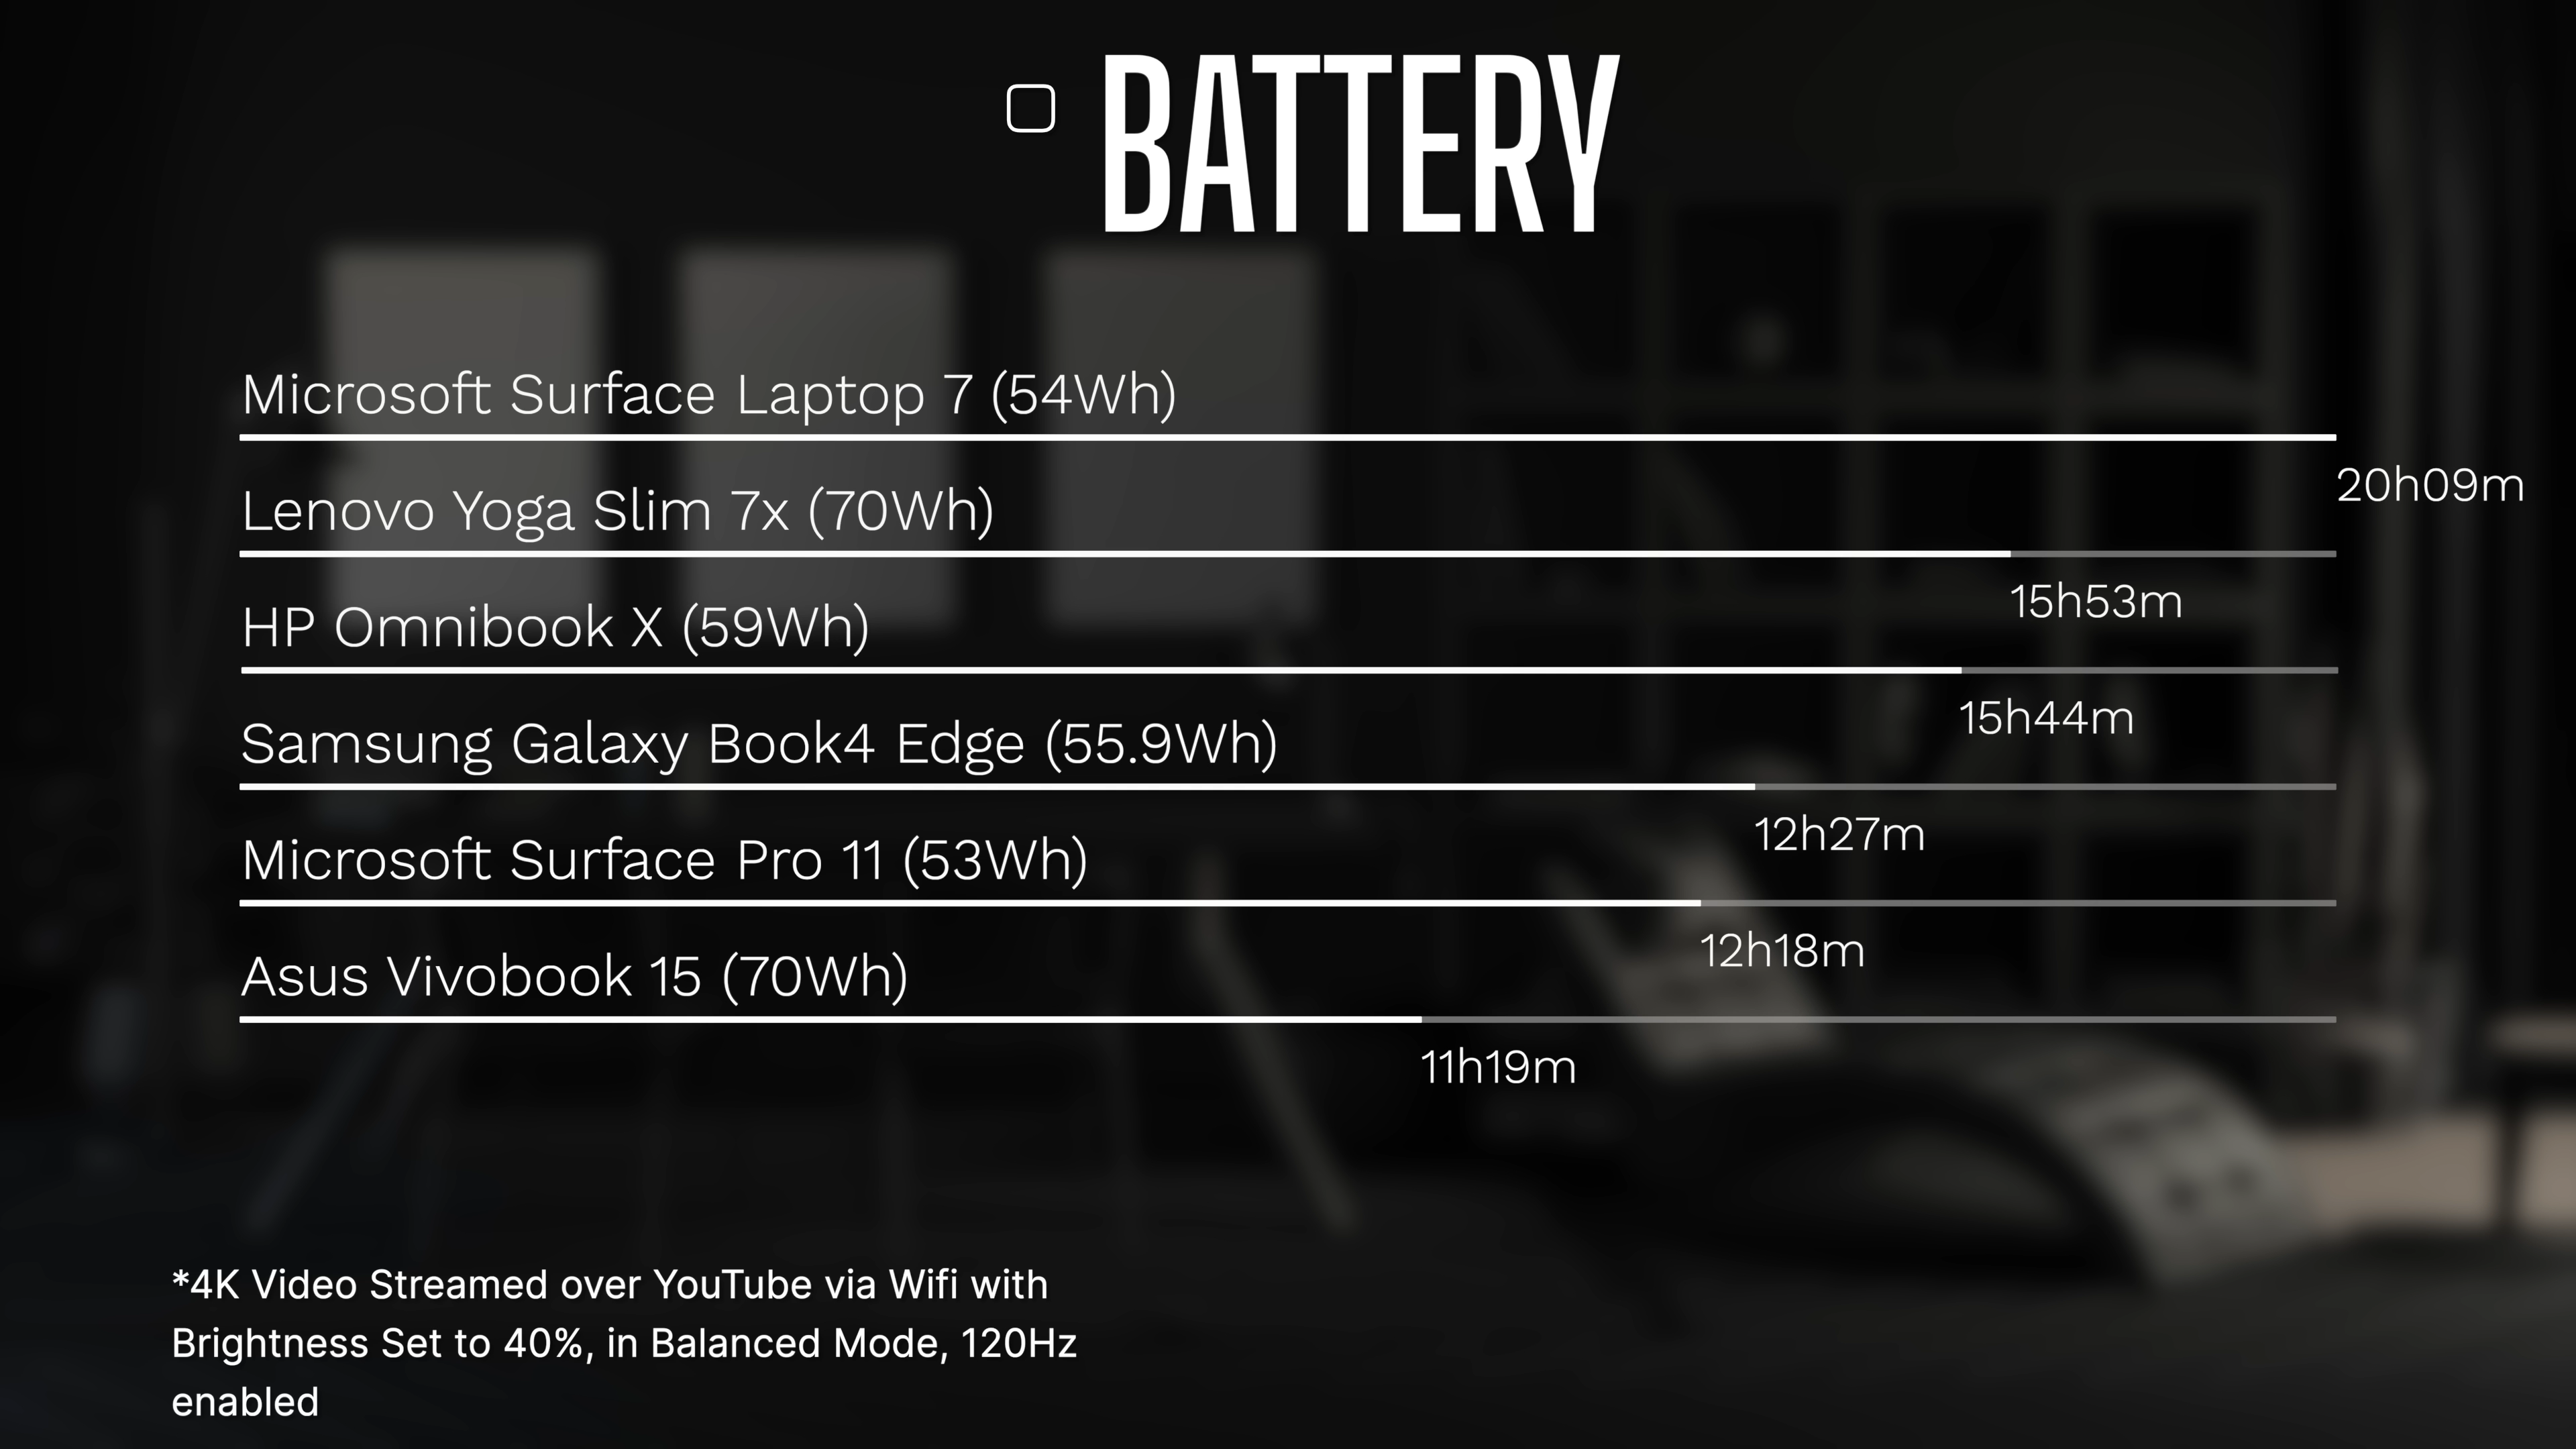 BATTERY
Microsoft Surface Laptop 7 (54Wh)
20h09m
Lenovo Yoga Slim 7x (70Wh)
15h53m
HP Omnibook X (59Wh)
15h44m
Samsung Galaxy Book4 Edge (55.9Wh)
12h27m
Microsoft Surface Pro 11 (53Wh)
12h18m
Asus Vivobook 15 (70Wh)
11h19m
*4K Video Streamed over YouTube via Wifi with
Brightness Set to 40%, in Balanced Mode, 120Hz
enabled